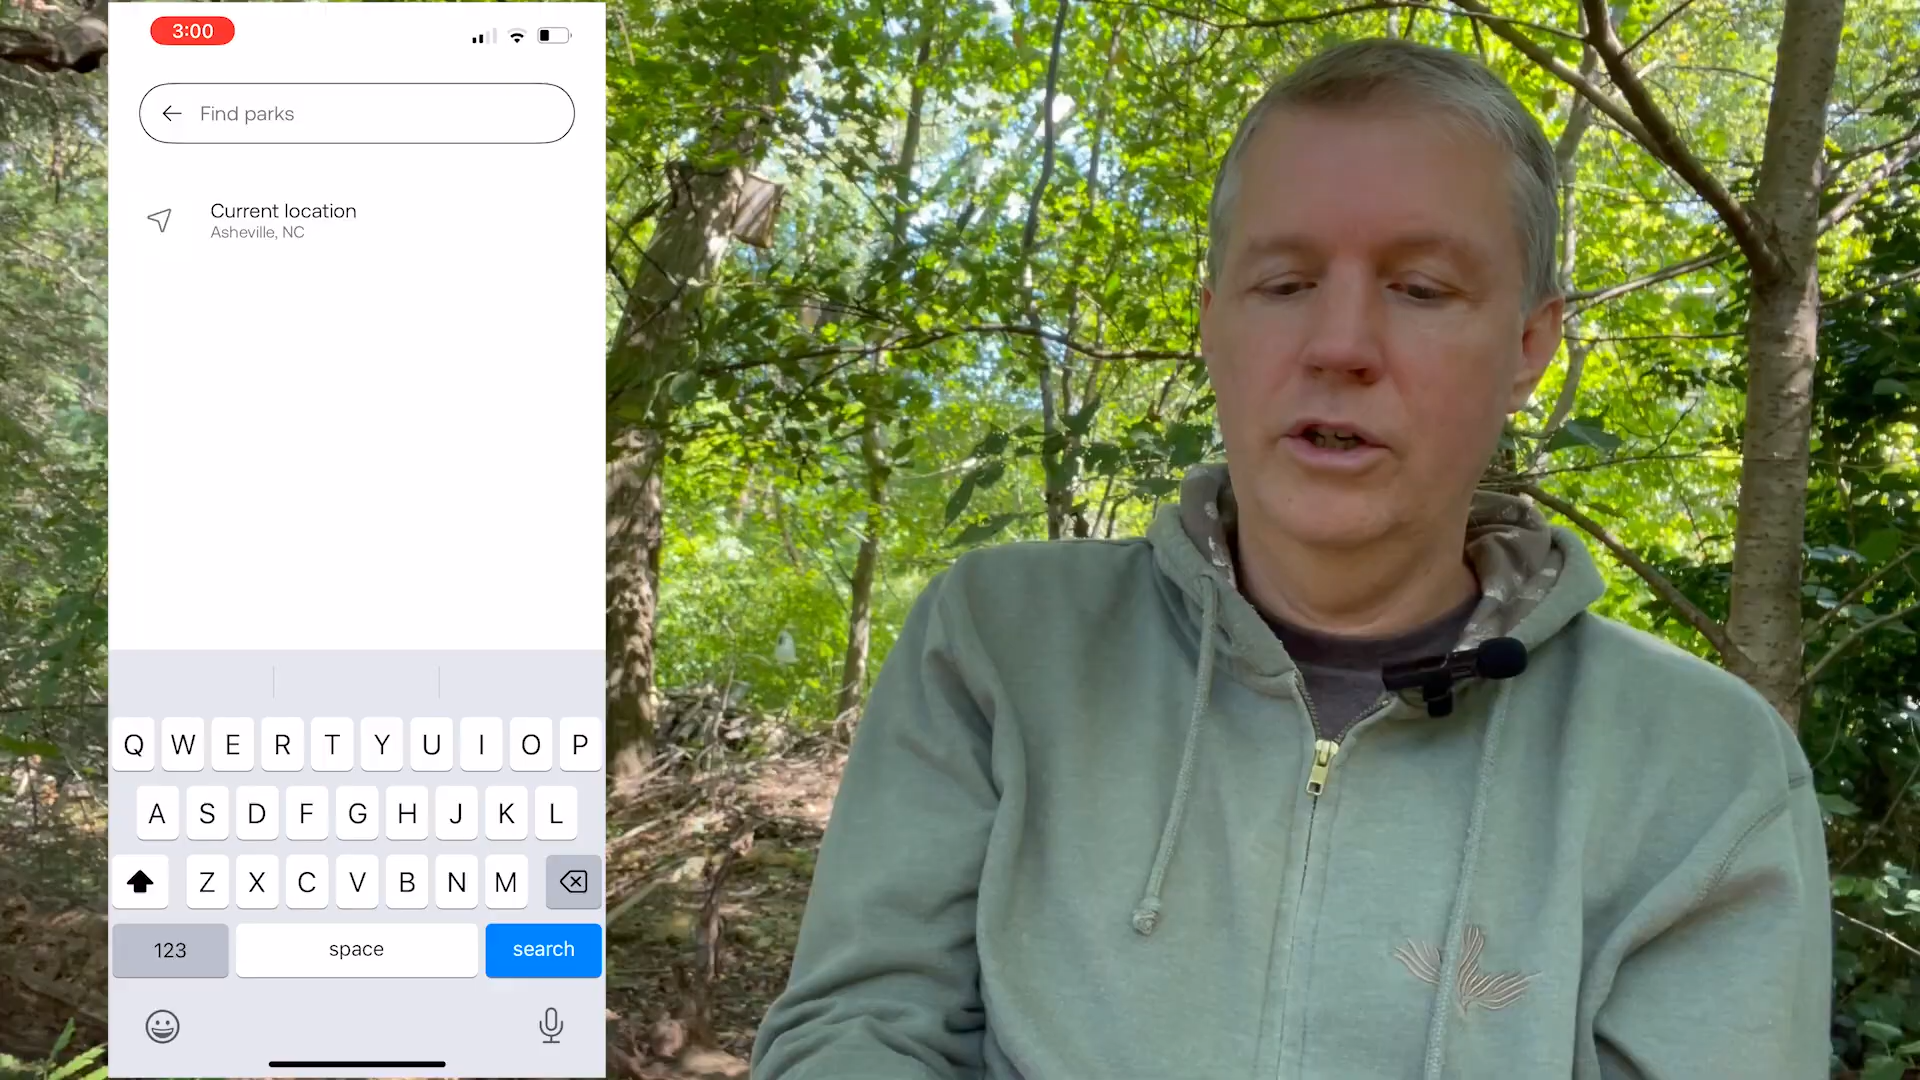 3:00
Find parks
Current location
Asheville, NC
Q W E R T Y U I O P
A S D F G H J K L
Z X C V B N M
123 space search